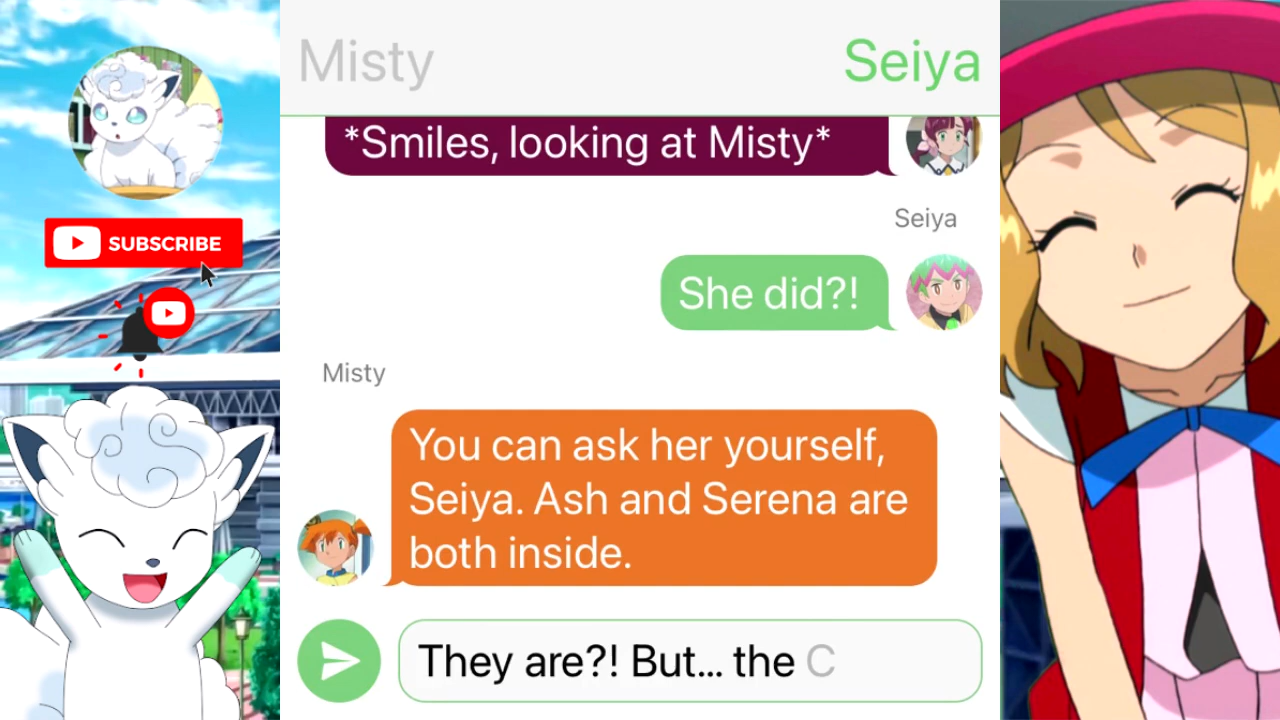 Misty
Seiya
*Smiles, looking at Misty*
Seiya
She did?!
SUBSCRIBE
Misty
You can ask her yourself,
Seiya. Ash and Serena are
both inside.
They are?! But... the C